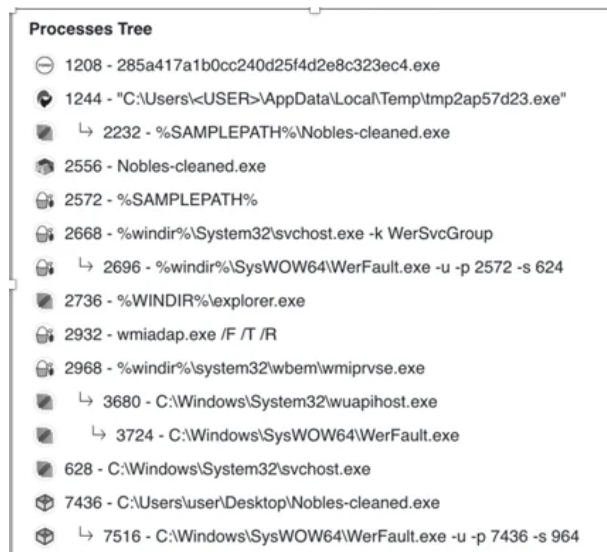 Processes Tree
1208 - 285a417a1b0cc240d25f4d2e8c323ec4.exe
1244 - "C:\Users\<USER>\AppData\Local\Temp\tmp2ap57d23.exe"
↳ 2232 - %SAMPLEPATH%\Nobles-cleaned.exe
2556 - Nobles-cleaned.exe
2572 - %SAMPLEPATH%
2668 - %windir%\System32\svchost.exe -k WerSvcGroup
↳ 2696 - %windir%\SysWOW64\WerFault.exe -u -p 2572 -s 624
2736 - %WINDIR%\explorer.exe
2932 - wmiadap.exe /F /T /R
2968 - %windir%\system32\wbem\wmiprvse.exe
↳ 3680 - C:\Windows\System32\wuapihost.exe
↳ 3724 - C:\Windows\SysWOW64\WerFault.exe
628 - C:\Windows\System32\svchost.exe
7436 - C:\Users\user\Desktop\Nobles-cleaned.exe
↳ 7516 - C:\Windows\SysWOW64\WerFault.exe -u -p 7436 -s 964